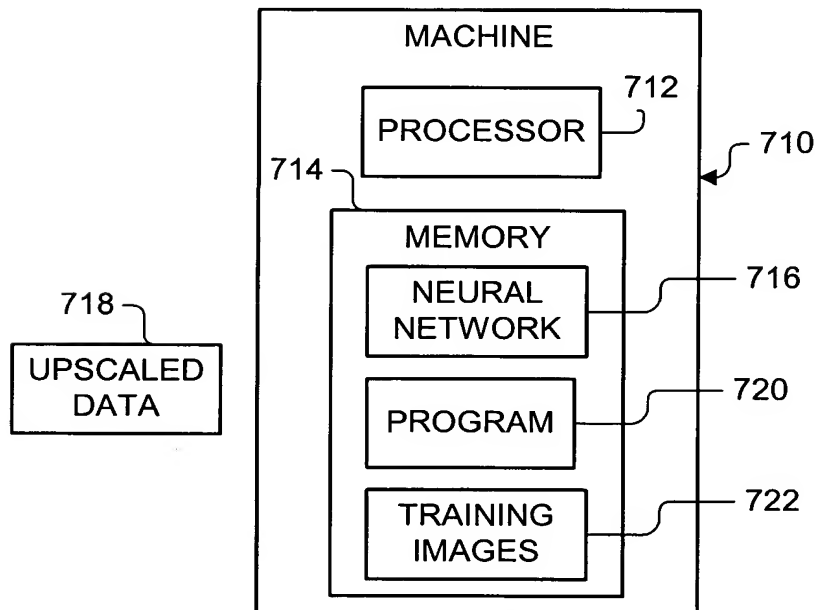 MACHINE
712
PROCESSOR
710
714
MEMORY
NEURAL
NETWORK
716
718
UPSCALED
DATA
PROGRAM
720
TRAINING
IMAGES
722